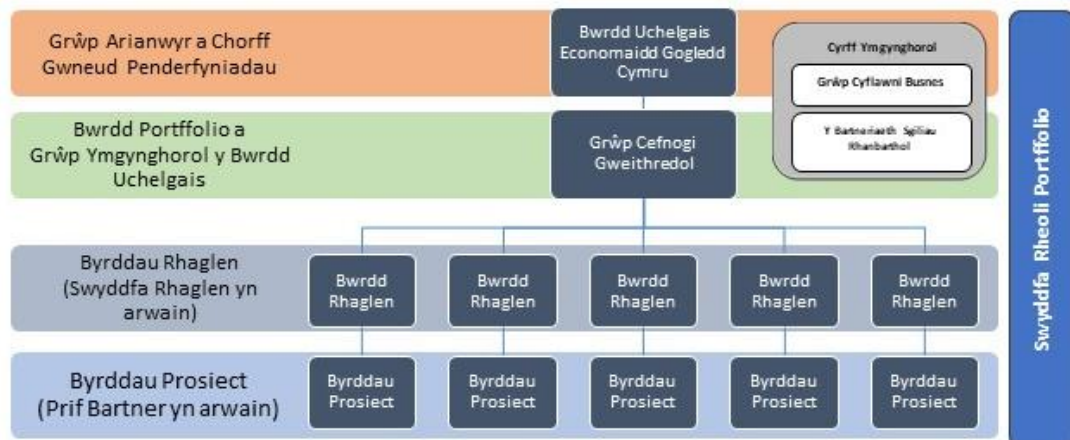 Grŵp Arianwyr a Chorff
Gwneud Penderfyniadau
Bwrdd Uchelgais
Economaidd Gogledd
Cymru
Cyrff Ymgynghorol
Grŵp Cyflawni Busnes
Y Bartneriaeth Sgiliau
Rhanbarthol
Bwrdd Portffolio a
Grŵp Ymgynghorol y Bwrdd
Uchelgais
Grŵp Cefnogi
Gweithredol
Byrddau Rhaglen
(Swyddfa Rhaglen yn
arwain)
Bwrdd
Rhaglen
Bwrdd
Rhaglen
Bwrdd
Rhaglen
Bwrdd
Rhaglen
Bwrdd
Rhaglen
Byrddau Prosiect
(Prif Bartner yn arwain)
Byrddau
Prosiect
Byrddau
Prosiect
Byrddau
Prosiect
Byrddau
Prosiect
Byrddau
Prosiect
Swyddfa Rheoli Portffolio